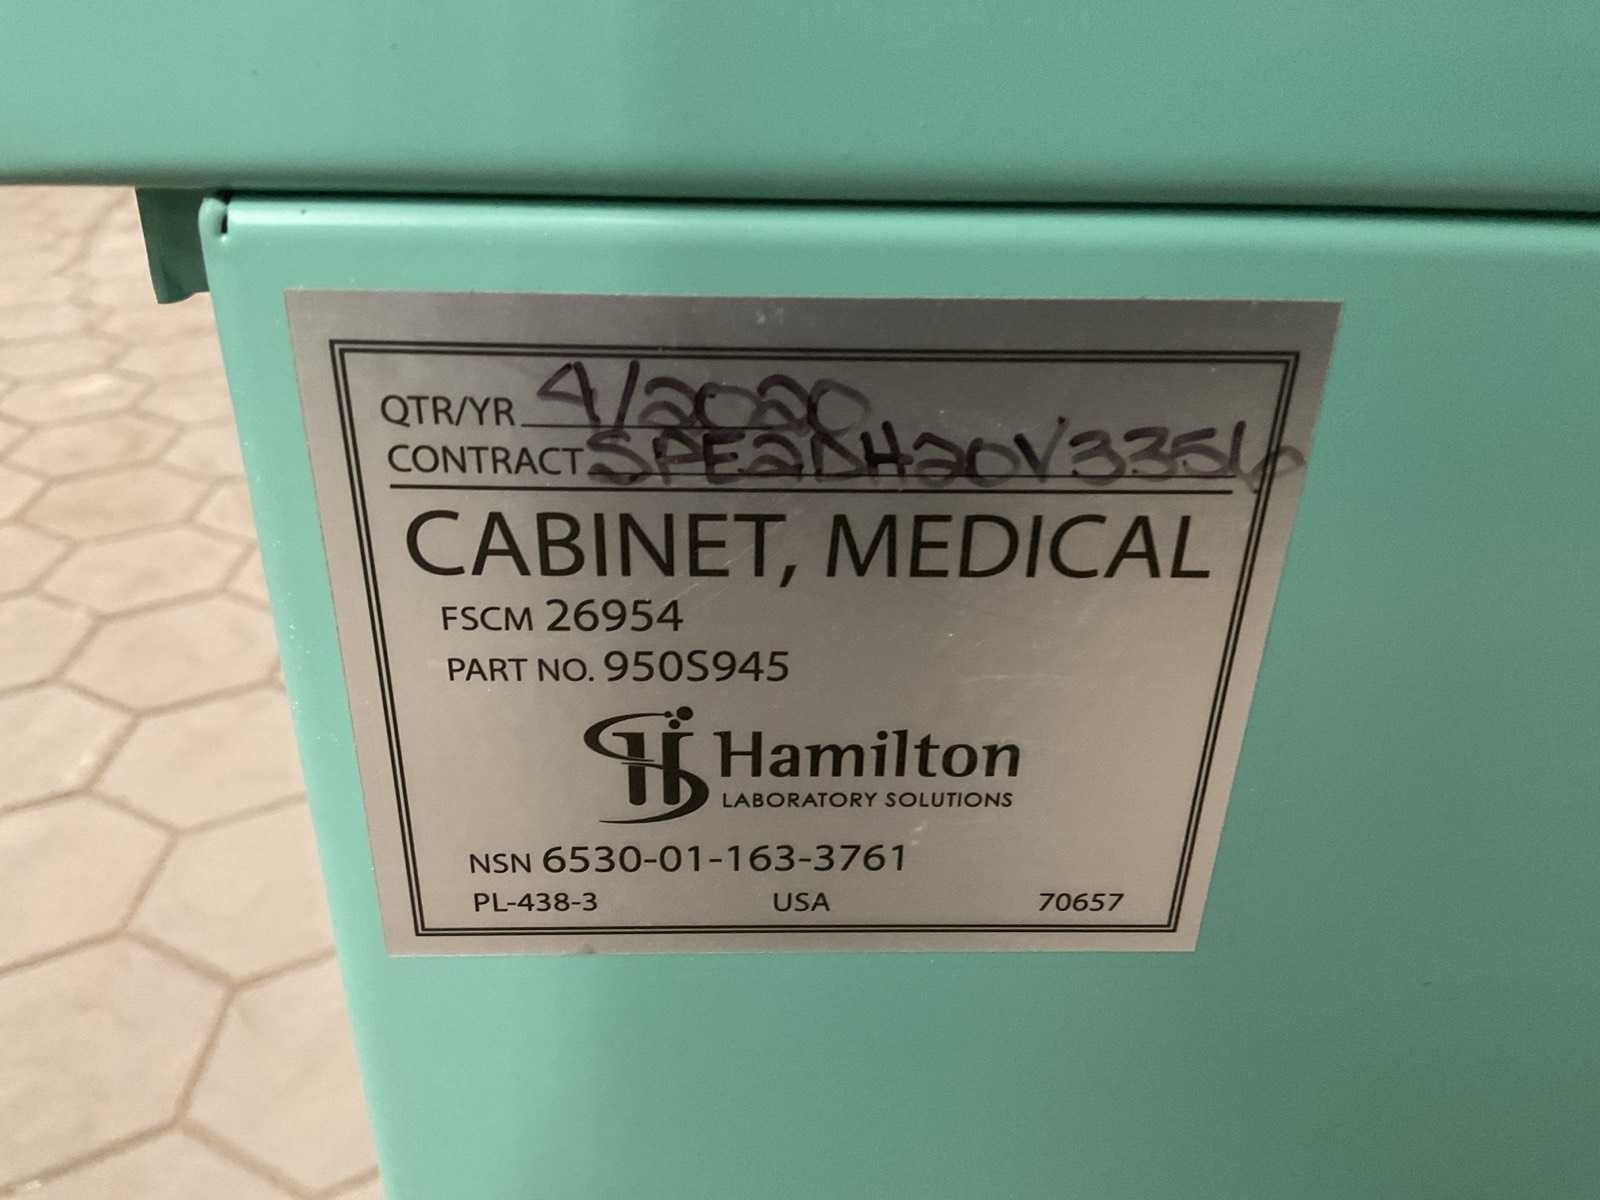 QTR/YR 4/2020
CONTRACT SPE2DH20V3356
CABINET, MEDICAL
FSCM 26954
PART NO. 950S945
Hamilton
LABORATORY SOLUTIONS
NSN 6530-01-163-3761
PL-438-3 USA 70657